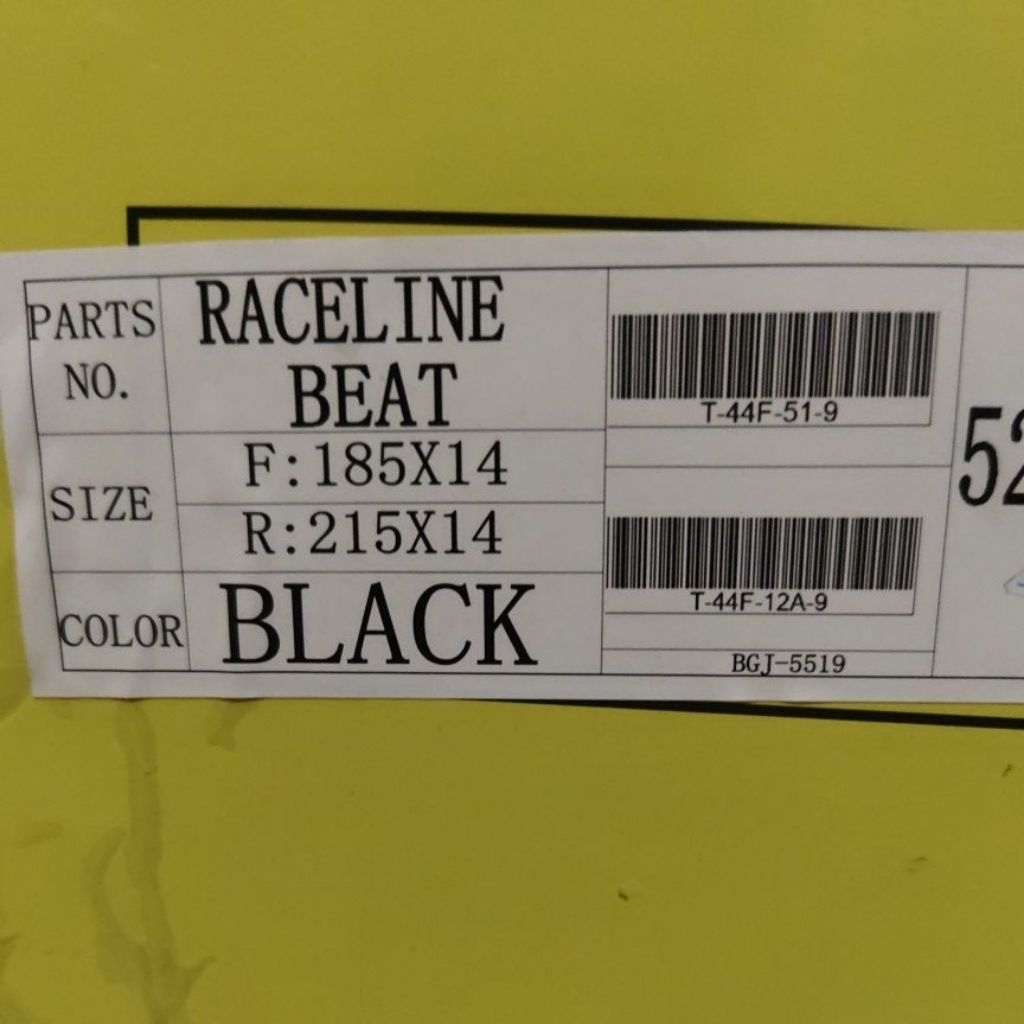 PARTS NO.
RACELINE
BEAT
SIZE
F:185X14
R:215X14
COLOR
BLACK
T-44F-51-9
T-44F-12A-9
BGJ-5519